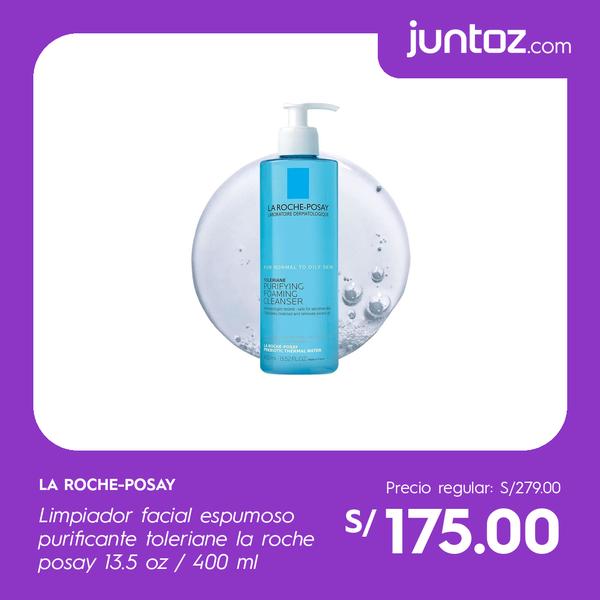 juntoz.com
LA ROCHE-POSAY
LABORATOIRE DERMATOLOGIQUE
FOR NORMAL TO OILY SKIN
TOLERIANE
PURIFYING
FOAMING
CLEANSER
LA ROCHE-POSAY
PREBIOTIC THERMAL WATER
LA ROCHE-POSAY
Limpiador facial espumoso
purificante toleriane la roche
posay 13.5 oz / 400 ml
Precio regular: S/279.00
S/175.00